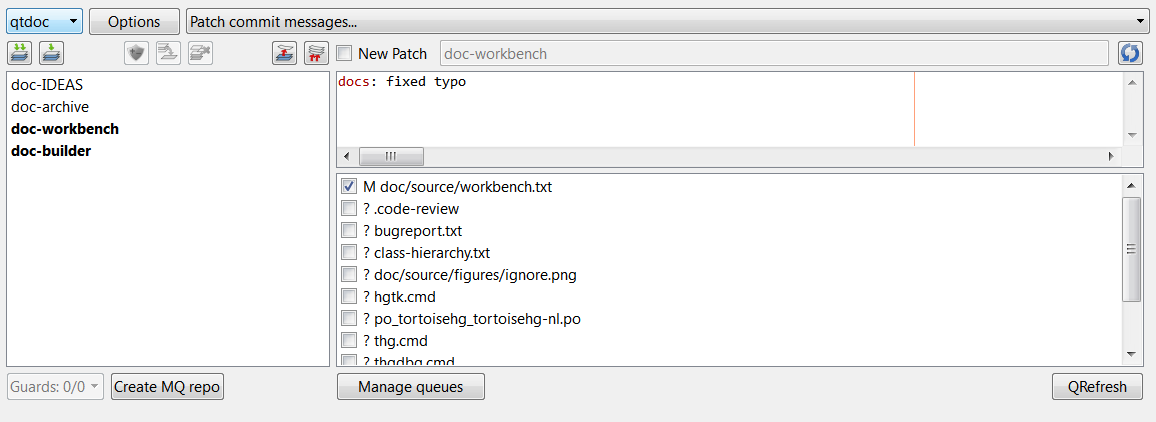 qtdoc Options Patch commit messages...
New Patch doc-workbench
doc-IDEAS
doc-archive
doc-workbench
doc-builder
docs: fixed typo
M doc/source/workbench.txt
? .code-review
? bugreport.txt
? class-hierarchy.txt
? doc/source/figures/ignore.png
? hgtk.cmd
? po_tortoisehg_tortoisehg-nl.po
? thg.cmd
? thgdbg.cmd
Guards: 0/0 Create MQ repo Manage queues QRefresh